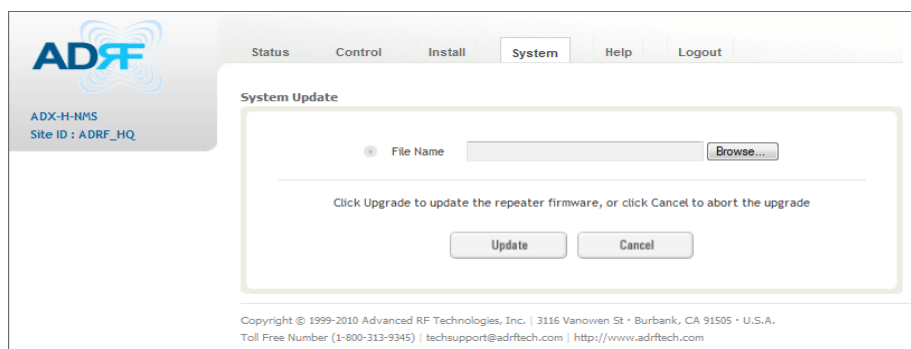 ADRF
Status Control Install System Help Logout
System Update
ADX-H-NMS
Site ID : ADRF_HQ
File Name Browse...
Click Upgrade to update the repeater firmware, or click Cancel to abort the upgrade
Update Cancel
Copyright © 1999-2010 Advanced RF Technologies, Inc. | 3116 Vanowen St · Burbank, CA 91505 · U.S.A.
Toll Free Number (1-800-313-9345) | techsupport@adrftech.com | http://www.adrftech.com